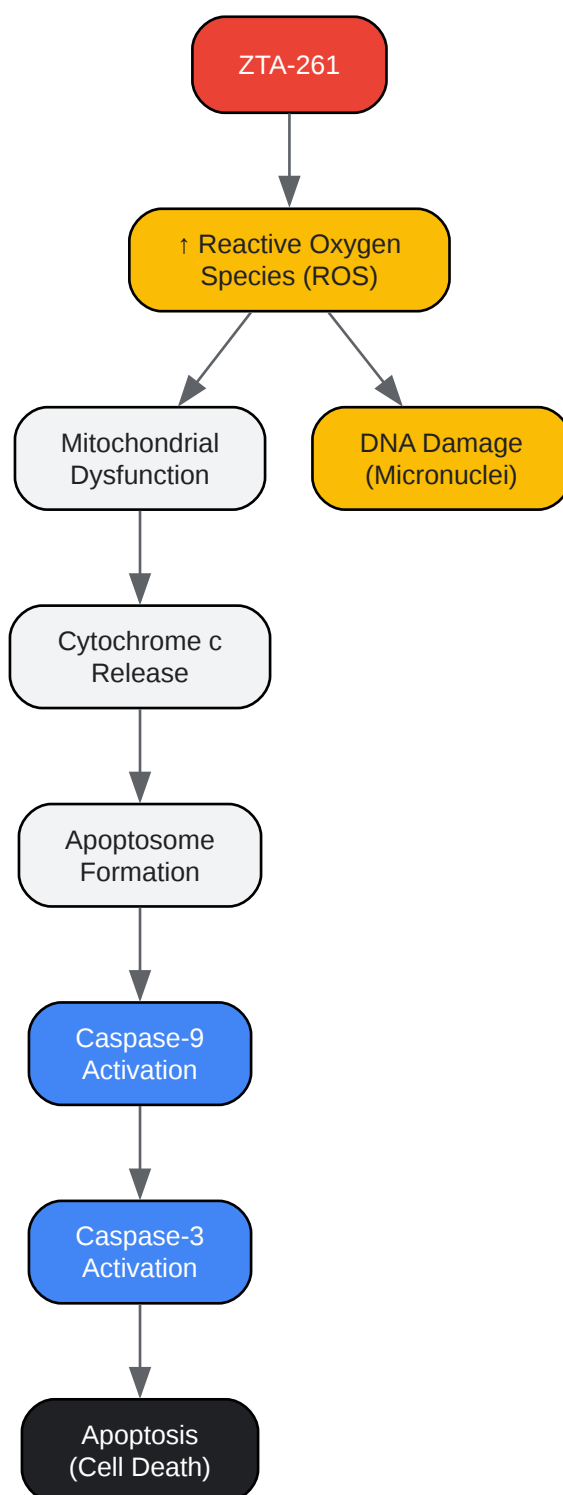 ZTA-261
↑ Reactive Oxygen
Species (ROS)
Mitochondrial
Dysfunction
DNA Damage
(Micronuclei)
Cytochrome c
Release
Apoptosome
Formation
Caspase-9
Activation
Caspase-3
Activation
Apoptosis
(Cell Death)